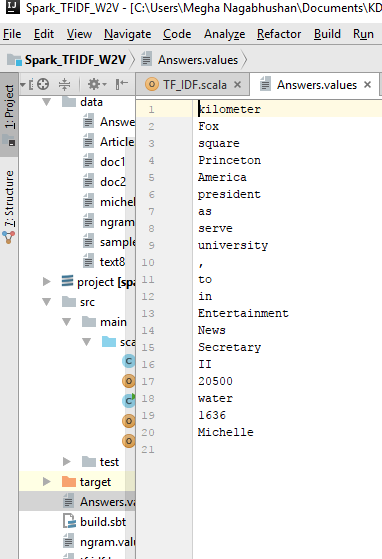 Spark_TFIDF_W2V - [C:\Users\Megha Nagabhushan\Documents\KD
File Edit View Navigate Code Analyze Refactor Build Run
Spark_TFIDF_W2V Answers.values
TF_IDF.scala Answers.values
1: Project
7: Structure
data
Answe
Article
doc1
doc2
michel
ngram
sample
text8
project [spa
src
main
sca
test
target
Answers.va
build.sbt
ngram.valu
1 kilometer
2 Fox
3 square
4 Princeton
5 America
6 president
7 as
8 serve
9 university
10 ,
11 to
12 in
13 Entertainment
14 News
15 Secretary
16 II
17 20500
18 water
19 1636
20 Michelle
21